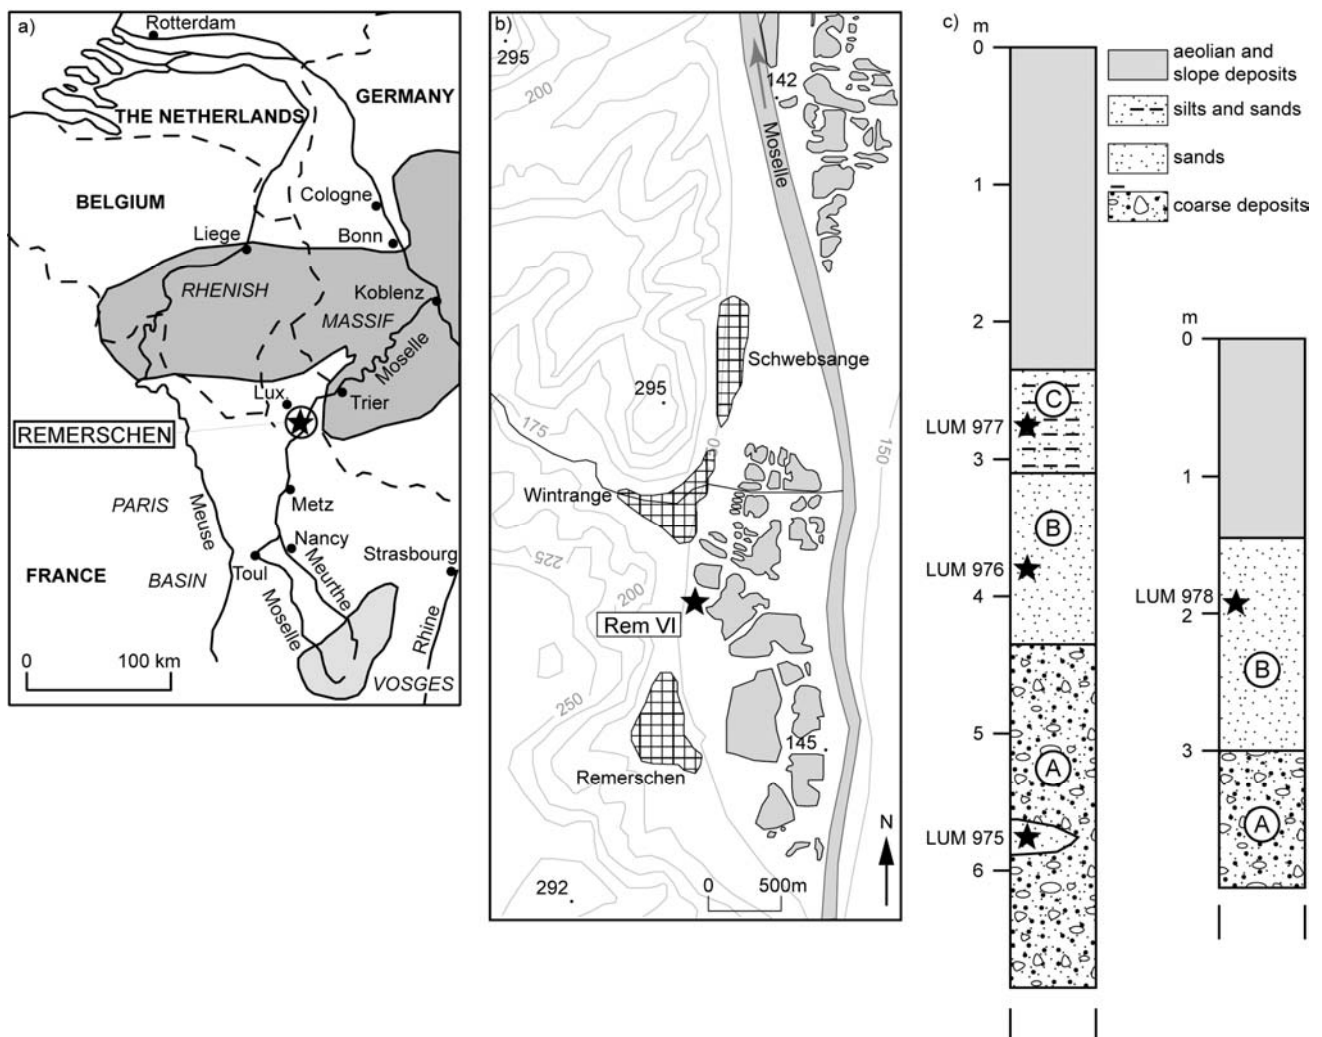 a)
Rotterdam
GERMANY
THE NETHERLANDS
BELGIUM
Cologne
Liege
Bonn
RHENISH
Koblenz
MASSIF
Moselle
Lux.
Trier
REMERSCHEN
PARIS
Meuse
Metz
Nancy
Strasbourg
Toul
Meurthe
FRANCE
BASIN
Moselle
Rhine
0
100 km
VOSGES
b)
295
200
142
Moselle
Schwebsange
295
175
150
Wintrange
225
200
Rem VI
250
145
Remerschen
N
292
0
500m
c)
m
0
aeolian and
slope deposits
silts and sands
sands
coarse deposits
1
2
C
LUM 977
3
B
LUM 976
4
5
A
LUM 975
6
m
0
1
LUM 978
2
B
3
A